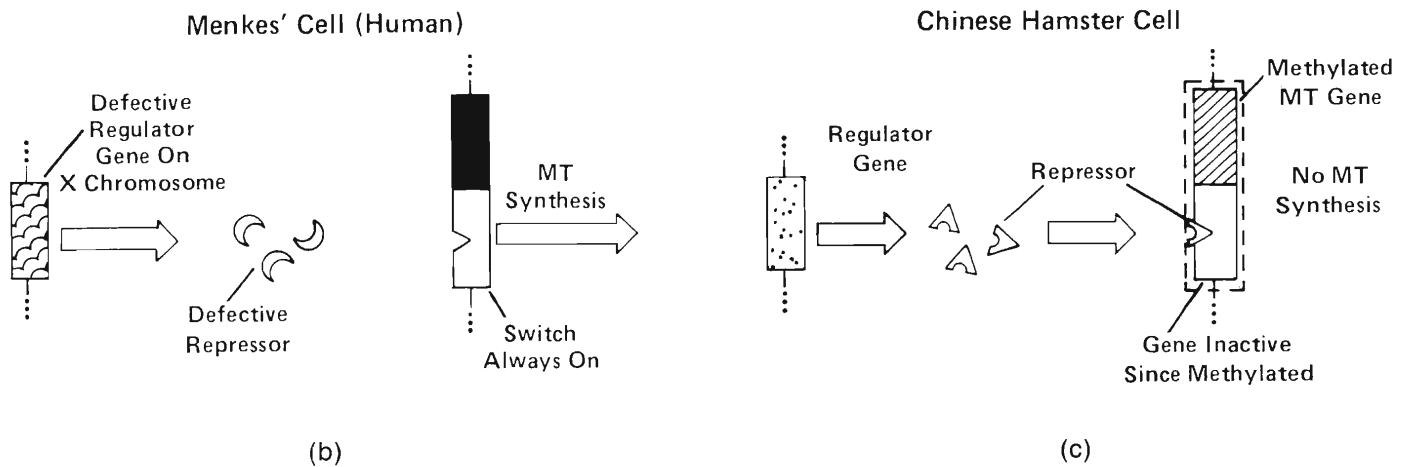 Menkes' Cell (Human)
Defective
Regulator
Gene On
X Chromosome
MT
Synthesis
Defective
Repressor
Switch
Always On
(b)
Chinese Hamster Cell
Regulator
Gene
Repressor
Methylated
MT Gene
No MT
Synthesis
Gene Inactive
Since Methylated
(c)